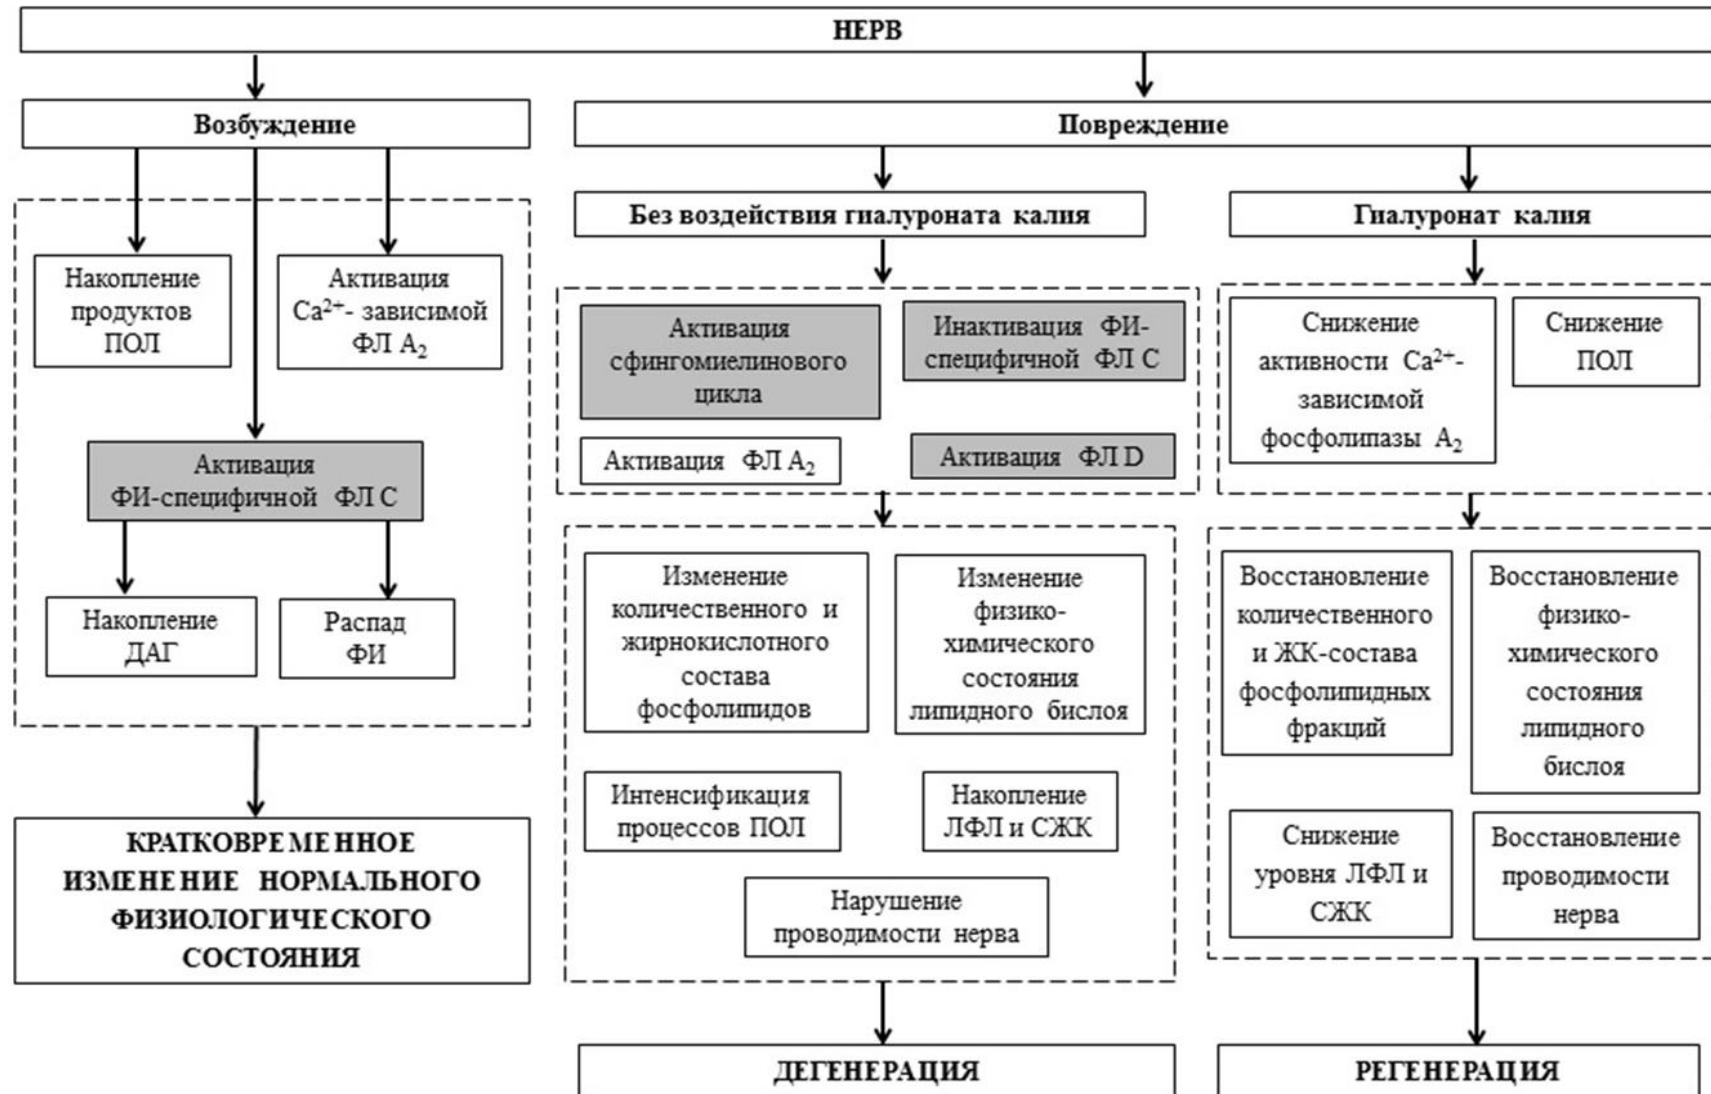 НЕРВ
Возбуждение
Накопление
продуктов
ПОЛ
Активация
Ca²⁺- зависимой
ФЛ А₂
Активация
ФИ-специфичной ФЛ С
Накопление
ДАГ
Распад
ФИ
КРАТКОВРЕМЕННОЕ
ИЗМЕНЕНИЕ НОРМАЛЬНОГО
ФИЗИОЛОГИЧЕСКОГО
СОСТОЯНИЯ
Повреждение
Без воздействия гиалуроната калия
Активация
сфингомиелинового
цикла
Инактивация ФИ-
специфичной ФЛ С
Активация ФЛ А₂
Активация ФЛ D
Изменение
количественного и
жирнокислотного
состава
фосфолипидов
Изменение
физико-
химического
состояния
липидного бислоя
Интенсификация
процессов ПОЛ
Накопление
ЛФЛ и СЖК
Нарушение
проводимости нерва
ДЕГЕНЕРАЦИЯ
Гиалуронат калия
Снижение
активности Ca²⁺-
зависимой
фосфолипазы А₂
Снижение
ПОЛ
Восстановление
количественного
и ЖК-состава
фосфолипидных
фракций
Восстановление
физико-
химического
состояния
липидного
бислоя
Снижение
уровня ЛФЛ и
СЖК
Восстановление
проводимости
нерва
РЕГЕНЕРАЦИЯ